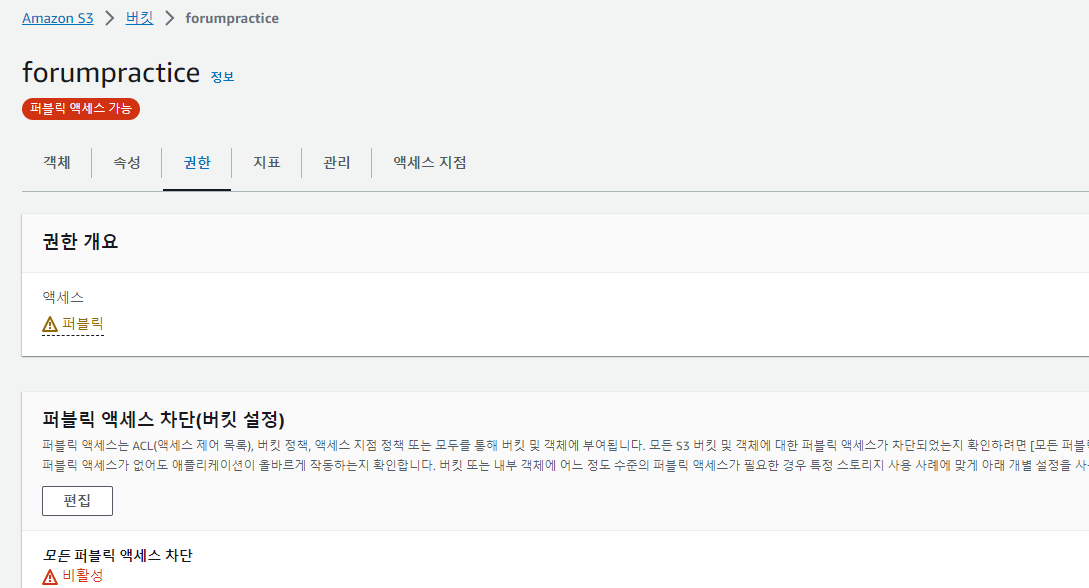 Amazon S3 > 버킷 > forumpractice
forumpractice 정보
퍼블릭 액세스 가능
객체 속성 권한 지표 관리 액세스 지점
권한 개요
액세스
퍼블릭
퍼블릭 액세스 차단(버킷 설정)
퍼블릭 액세스는 ACL(액세스 제어 목록), 버킷 정책, 액세스 지점 정책 또는 모두를 통해 버킷 및 객체에 부여됩니다. 모든 S3 버킷 및 객체에 대한 퍼블릭 액세스가 차단되었는지 확인하려면 [모든 퍼블
퍼블릭 액세스가 없어도 애플리케이션이 올바르게 작동하는지 확인합니다. 버킷 또는 내부 객체에 어느 정도 수준의 퍼블릭 액세스가 필요한 경우 특정 스토리지 사용 사례에 맞게 아래 개별 설정을 사
편집
모든 퍼블릭 액세스 차단
비활성